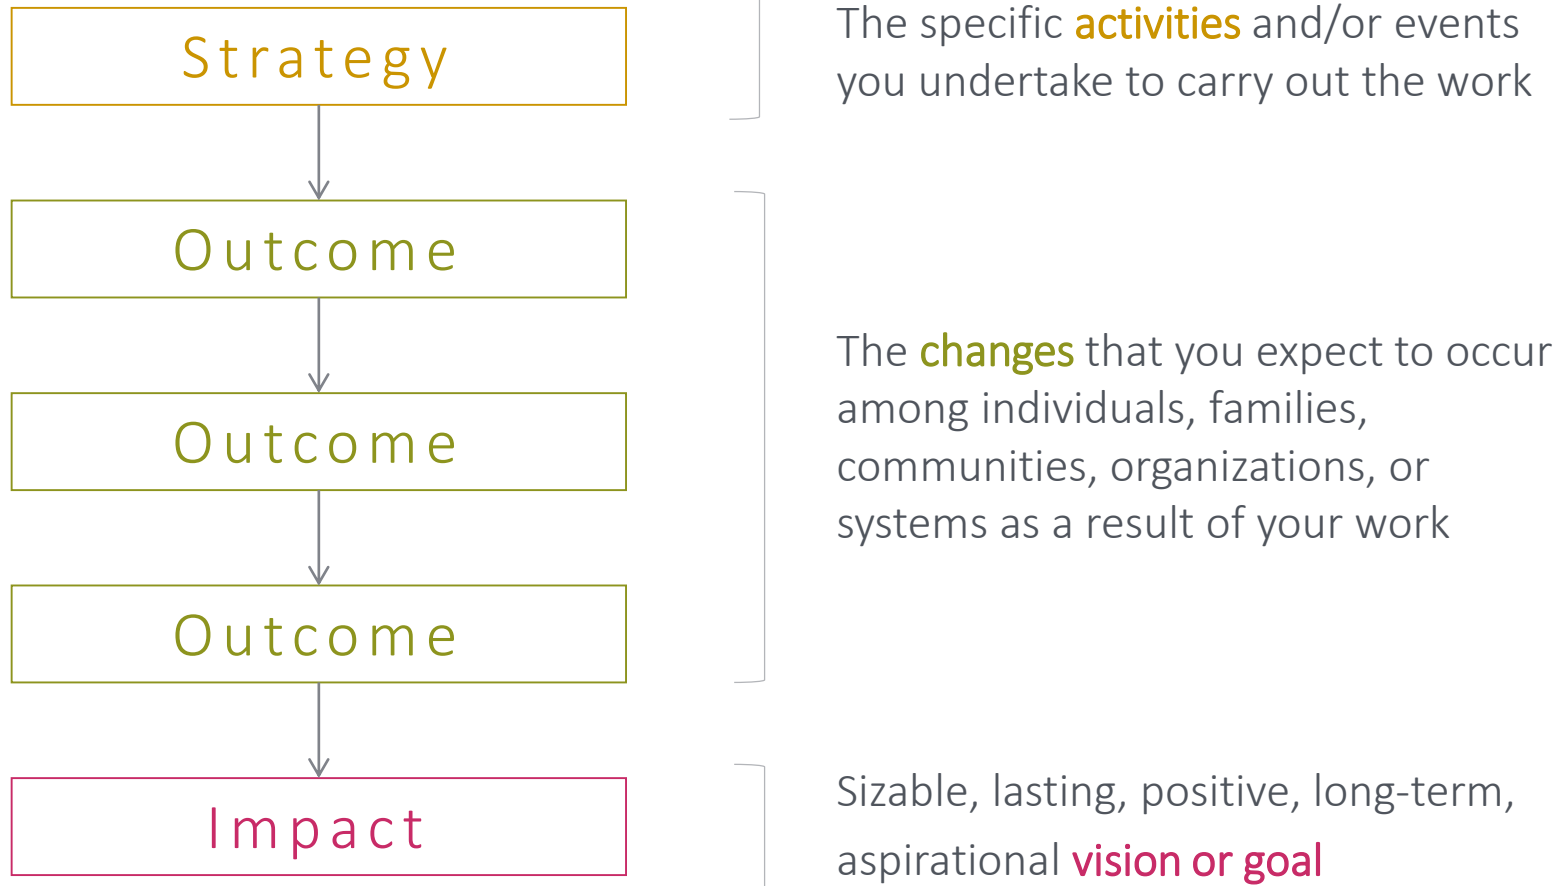 Strategy
The specific activities and/or events
you undertake to carry out the work
Outcome
Outcome
Outcome
The changes that you expect to occur
among individuals, families,
communities, organizations, or
systems as a result of your work
Impact
Sizable, lasting, positive, long-term,
aspirational vision or goal